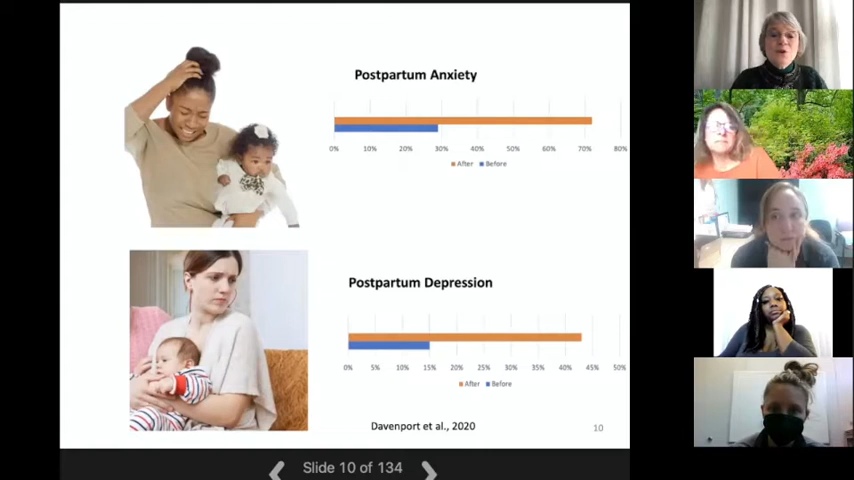 Postpartum Anxiety
0% 10% 20% 30% 40% 50% 60% 70% 80%
After Before
Postpartum Depression
0% 5% 10% 15% 20% 25% 30% 35% 40% 45% 50%
After Before
Davenport et al., 2020
10
Slide 10 of 134